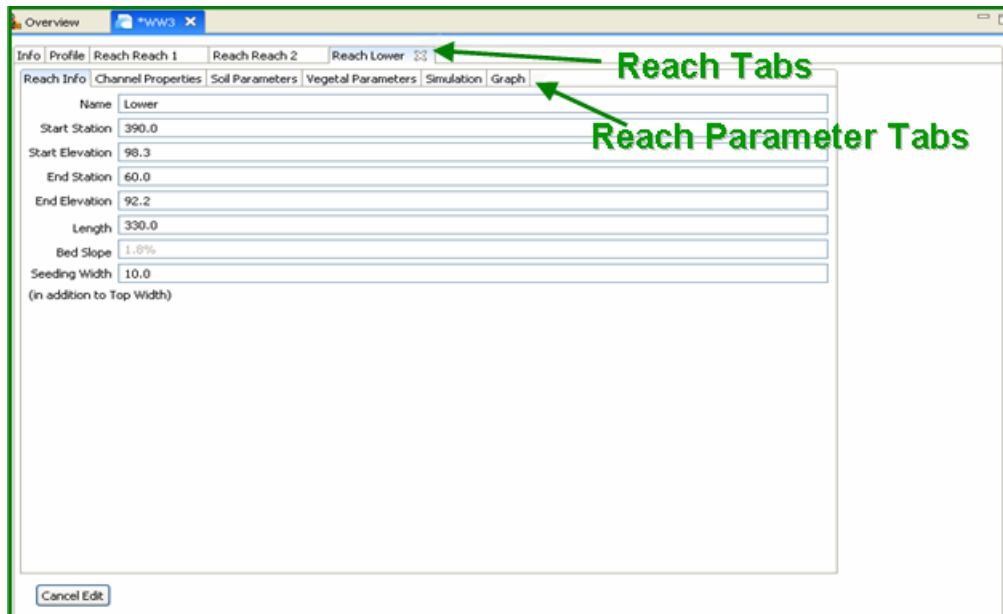 Overview *WW3
Info Profile Reach Reach 1 Reach Reach 2 Reach Lower
Reach Tabs
Reach Info Channel Properties Soil Parameters Vegetal Parameters Simulation Graph
Reach Parameter Tabs
Name Lower
Start Station 390.0
Start Elevation 98.3
End Station 60.0
End Elevation 92.2
Length 330.0
Bed Slope 1.8%
Seeding Width 10.0
(in addition to Top Width)
Cancel Edit